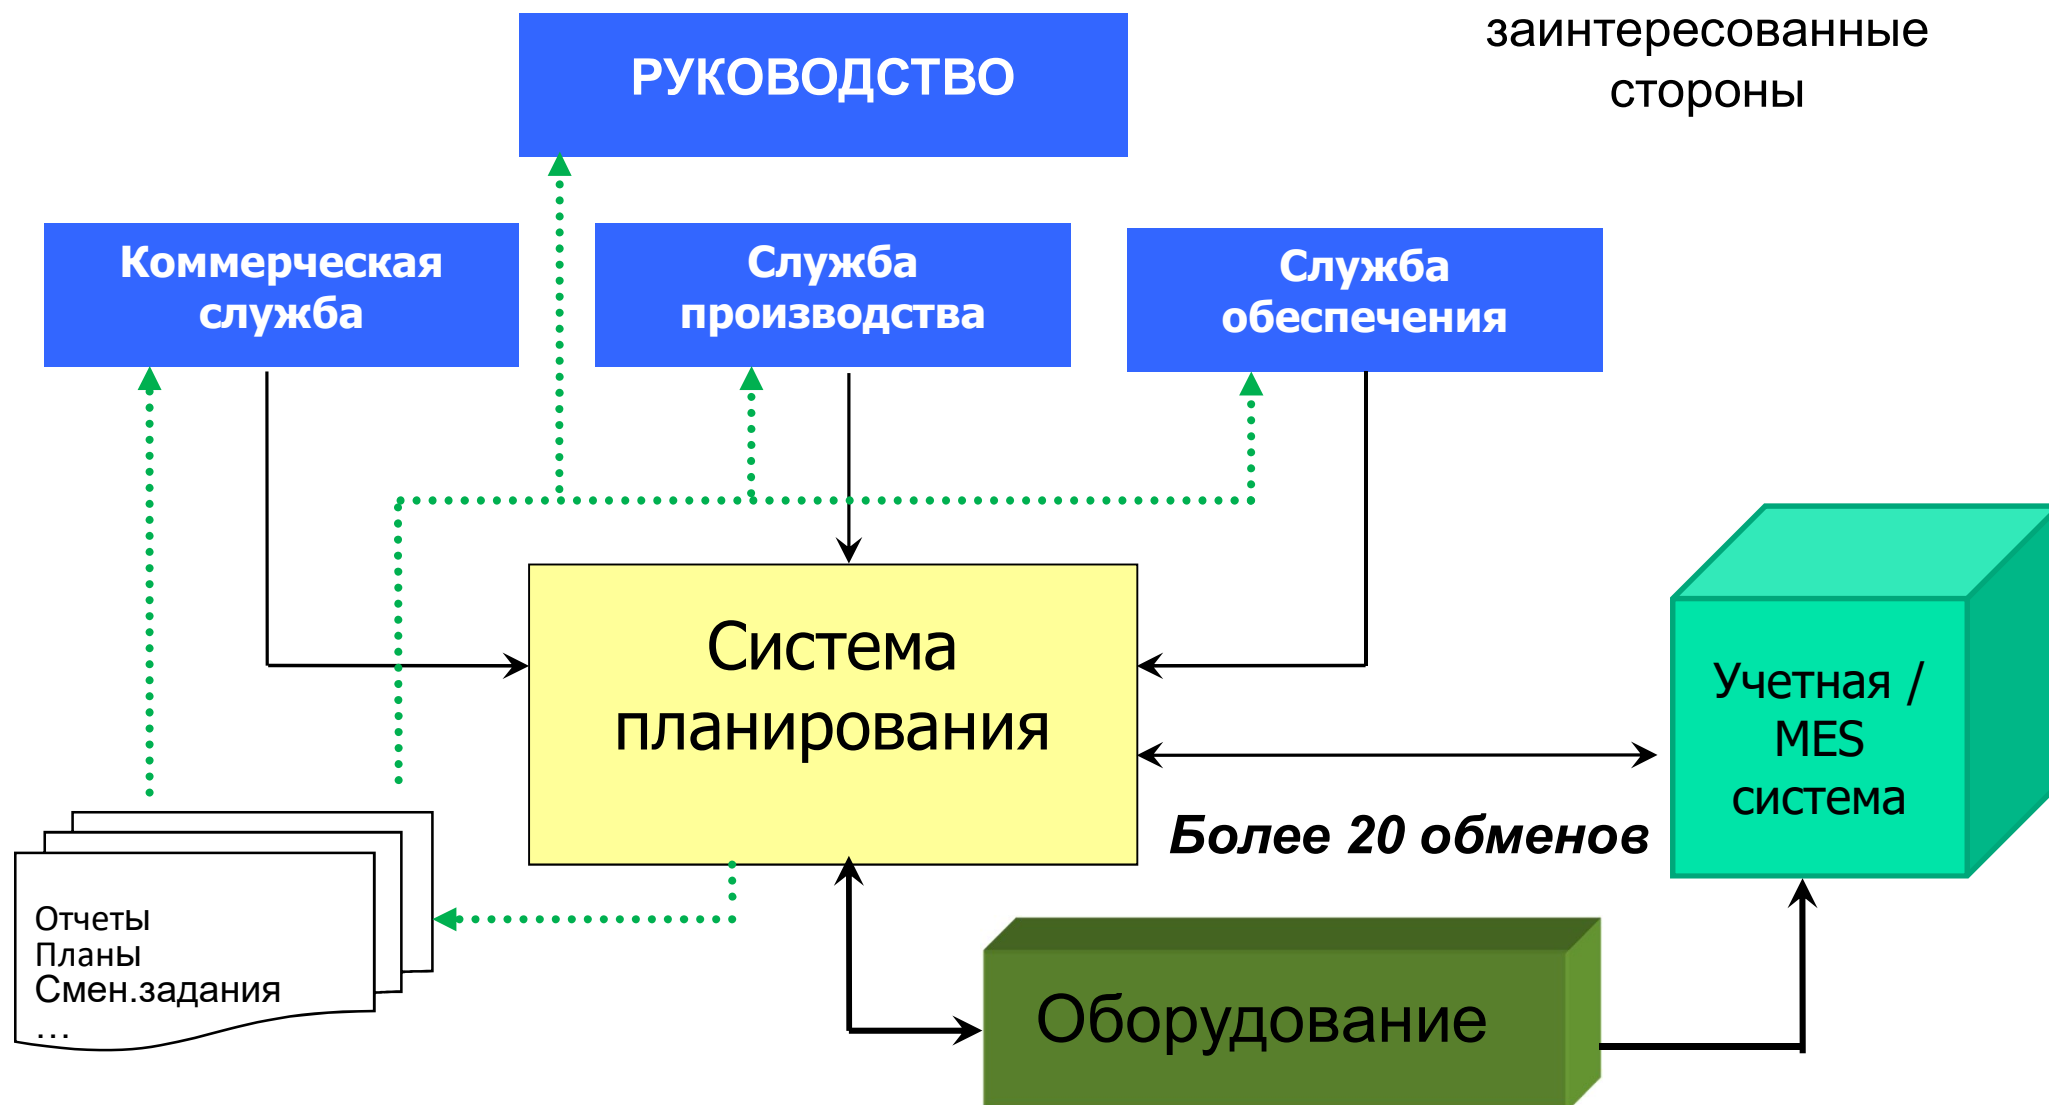 заинтересованные
стороны
РУКОВОДСТВО
Коммерческая
служба
Служба
производства
Служба
обеспечения
Система
планирования
Учетная /
MES
система
Более 20 обменов
Отчеты
Планы
Смен.задания
...
Оборудование